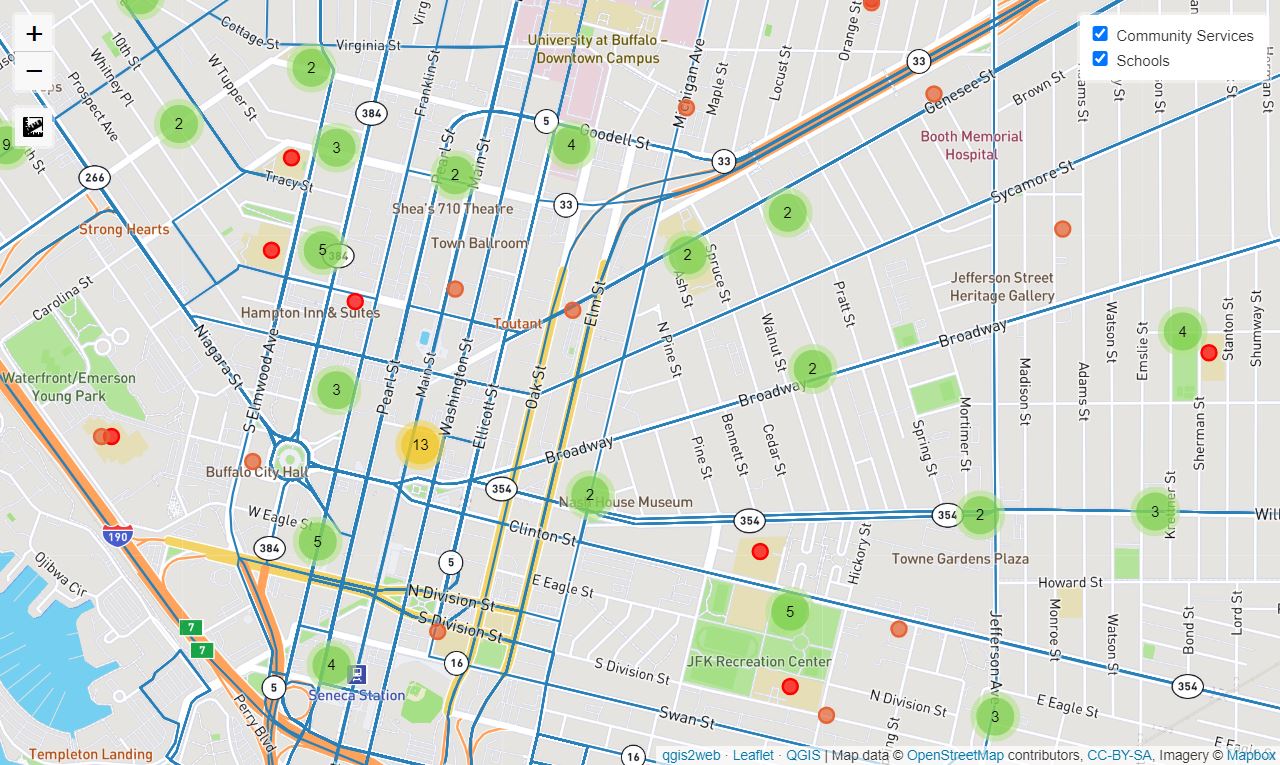 +
−
Community Services
Schools
Cottage St
Virginia St
10th St
Whitney Pl
Prospect Ave
W Tupper St
Franklin St
University at Buffalo –
Downtown Campus
Michigan Ave
Maple St
Locust St
Orange St
33
Genesee St
Brown St
Booth Memorial
Hospital
Sycamore St
2
2
3
384
5
4
Goodell St
33
9
266
Tracy St
Pearl St
Main St
2
33
Shea's 710 Theatre
Town Ballroom
Strong Hearts
5
384
2
2
Spruce St
Ash St
Carolina St
Hampton Inn & Suites
Toutant
Elm St
Pratt St
Jefferson Street
Heritage Gallery
Broadway
Niagara St
S Elmwood Ave
N Pine St
Walnut St
Watson St
Emslie St
4
Stanton St
Shumway St
Waterfront/Emerson
Young Park
3
Pearl St
Main St
Washington St
Ellicott St
Oak St
2
Broadway
Madison St
Adams St
Mortimer St
Spring St
Sherman St
13
Broadway
Pine St
Bennett St
Cedar St
Buffalo City Hall
354
2
Nash House Museum
354
354
2
3
Krettner St
W Eagle St
5
384
190
Clinton St
Hickory St
Towne Gardens Plaza
Ojibwa Cir
5
N Division St
E Eagle St
Howard St
7
7
S Division St
5
JFK Recreation Center
Jefferson Ave
Monroe St
Watson St
Bond St
Lord St
4
Seneca Station
16
5
S Division St
N Division St
354
Perry Blvd
Swan St
3
E Eagle St
Templeton Landing
16
qgis2web · Leaflet · QGIS | Map data © OpenStreetMap contributors, CC-BY-SA, Imagery © Mapbox